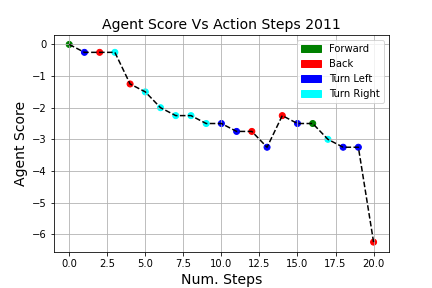 Agent Score Vs Action Steps 2011
Forward
Back
Turn Left
Turn Right
Agent Score
0
−1
−2
−3
−4
−5
−6
0.0 2.5 5.0 7.5 10.0 12.5 15.0 17.5 20.0
Num. Steps